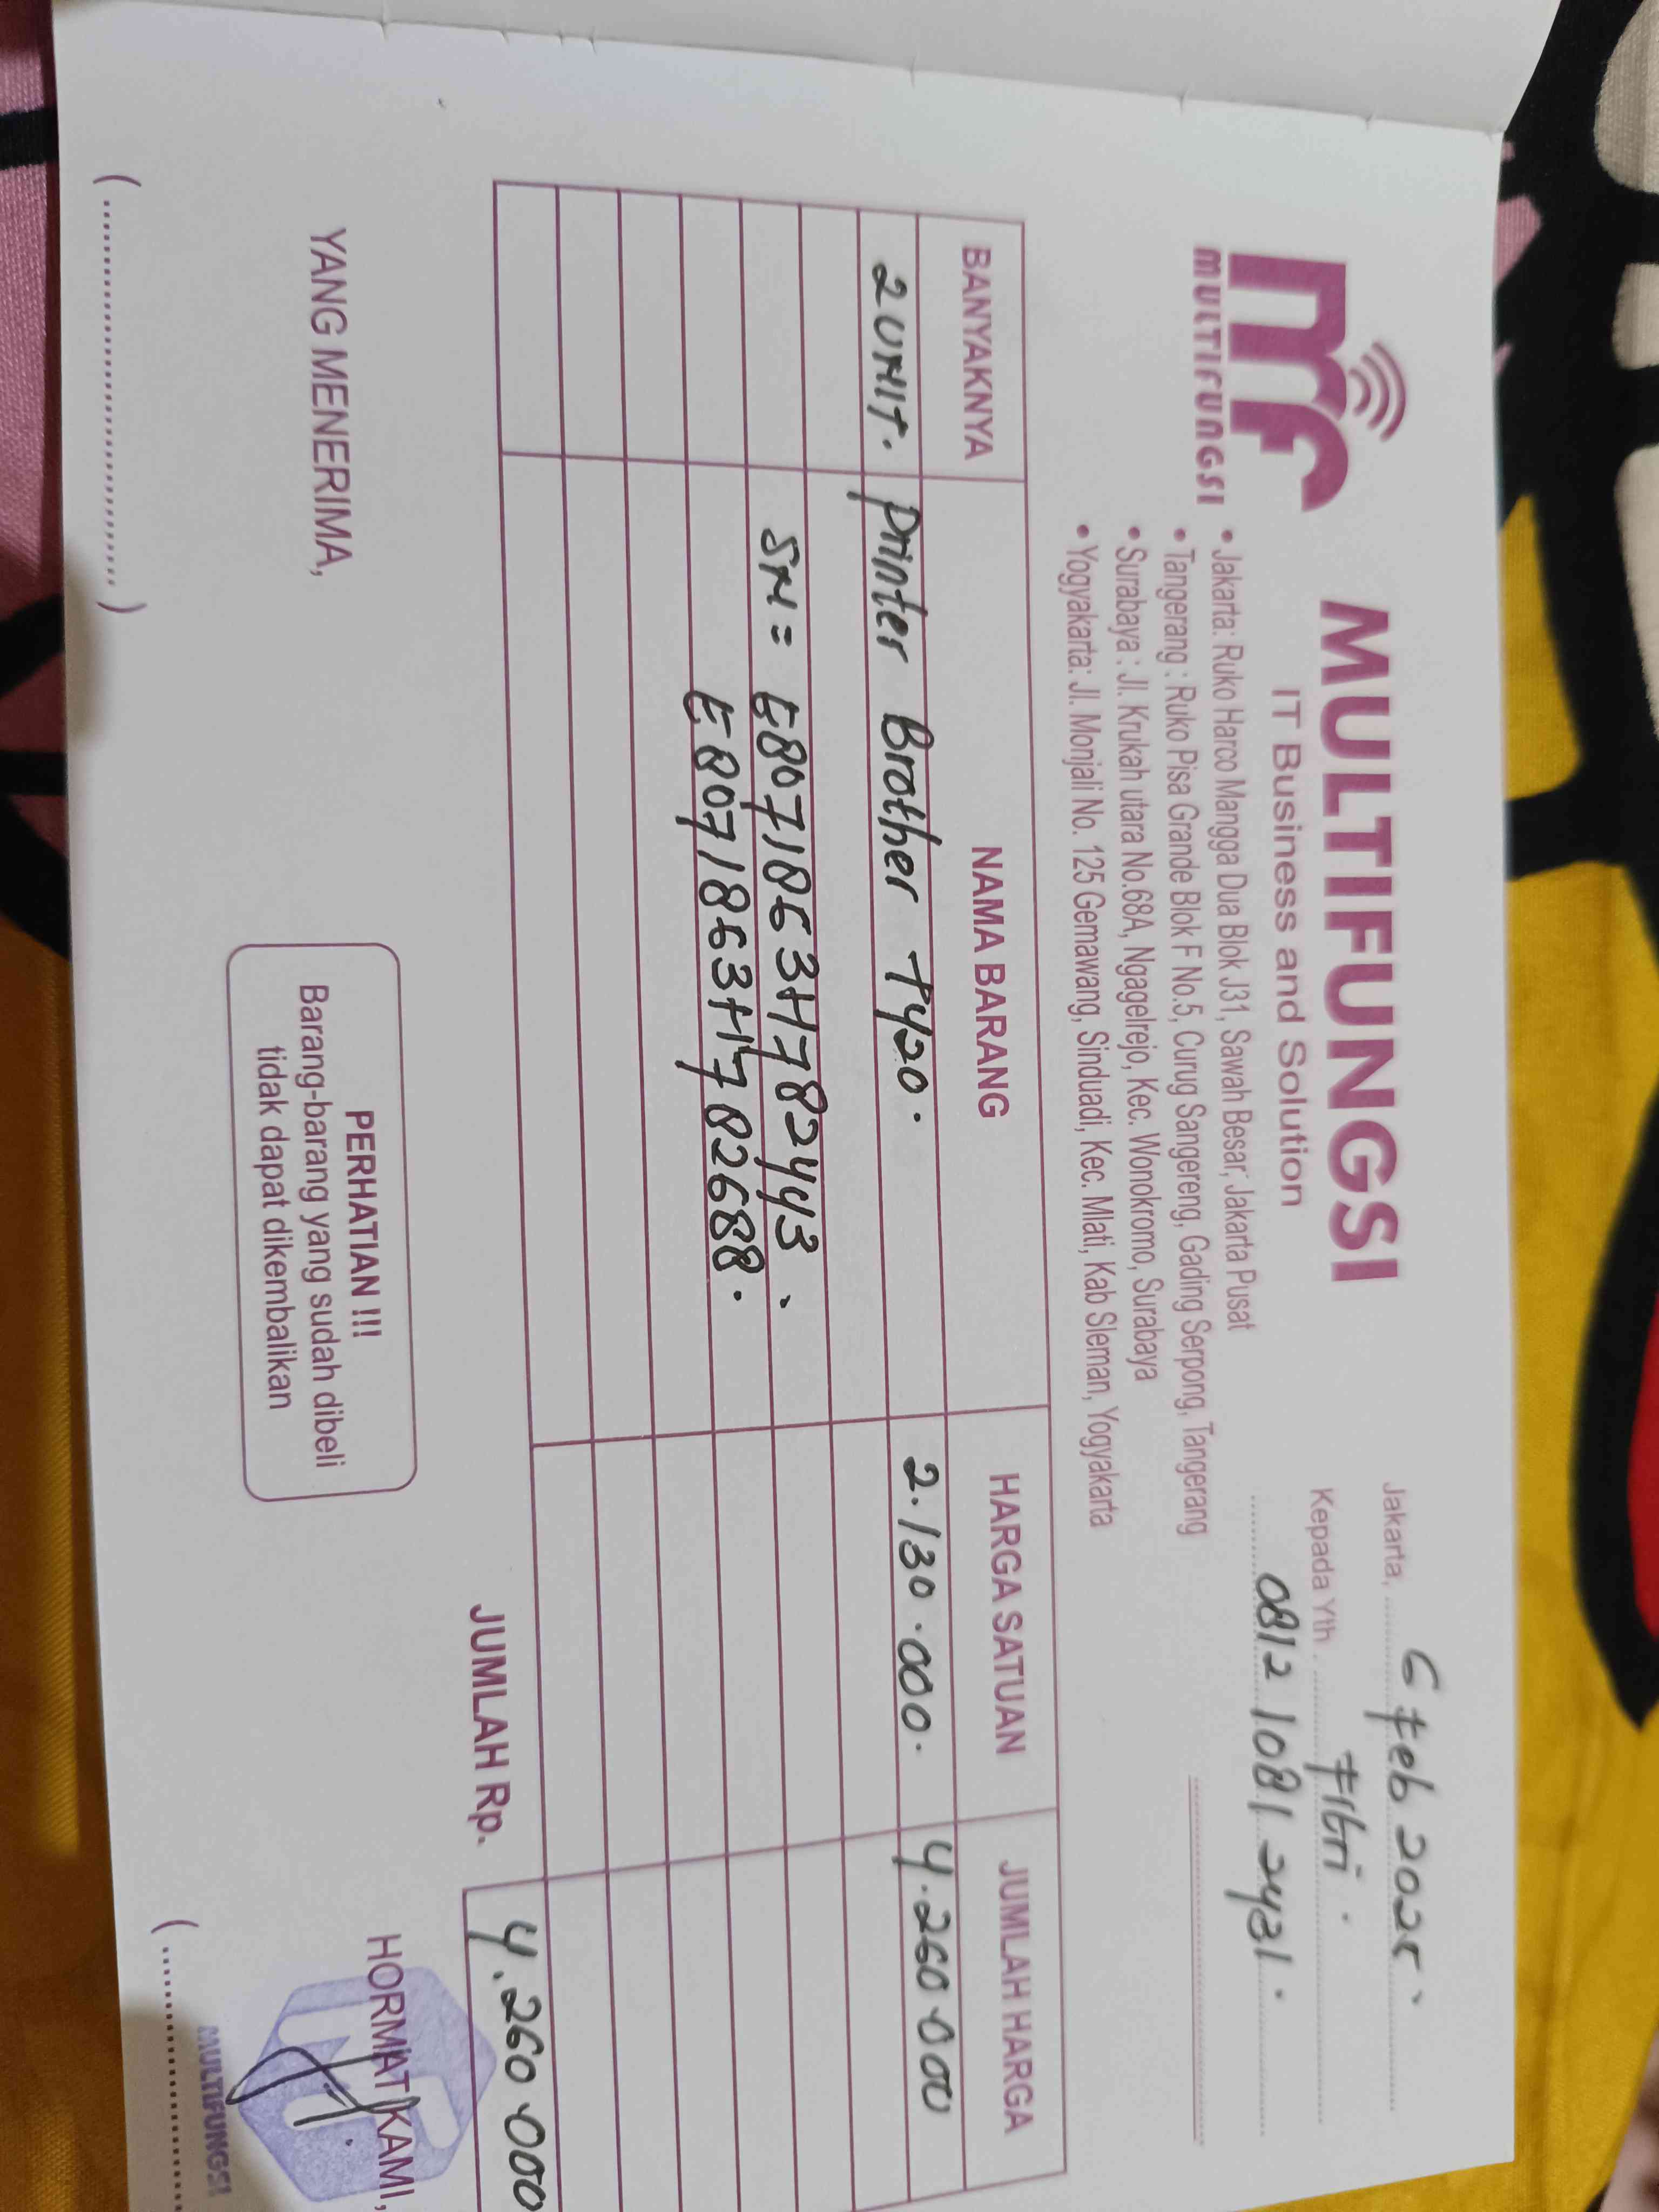 MULTIFUNGSI
MULTIFUNGSI
IT Business and Solution
• Jakarta: Ruko Harco Mangga Dua Blok J31, Sawah Besar, Jakarta Pusat
• Tangerang : Ruko Pisa Grande Blok F No.5, Curug Sangereng, Gading Serpong, Tangerang
• Surabaya : Jl. Krukah utara No.68A, Ngagelrejo, Kec. Wonokromo, Surabaya
• Yogyakarta: Jl. Monjali No. 125 Gemawang, Sinduadi, Kec. Mlati, Kab Sleman, Yogyakarta
Jakarta, 6 Feb 2025
Kepada Yth. Fibri.
0812 1081
BANYAKNYA NAMA BARANG HARGA SATUAN JUMLAH HARGA
2 UNIT. Printer Brother T420. 2.130.000. 4.260.000
SN = E80718G3H782443.
E80718G3H782688.
JUMLAH Rp. 4.260.000
YANG MENERIMA,
PERHATIAN !!!
Barang-barang yang sudah dibeli
tidak dapat dikembalikan
HORMAT KAMI,
MULTIFUNGSI